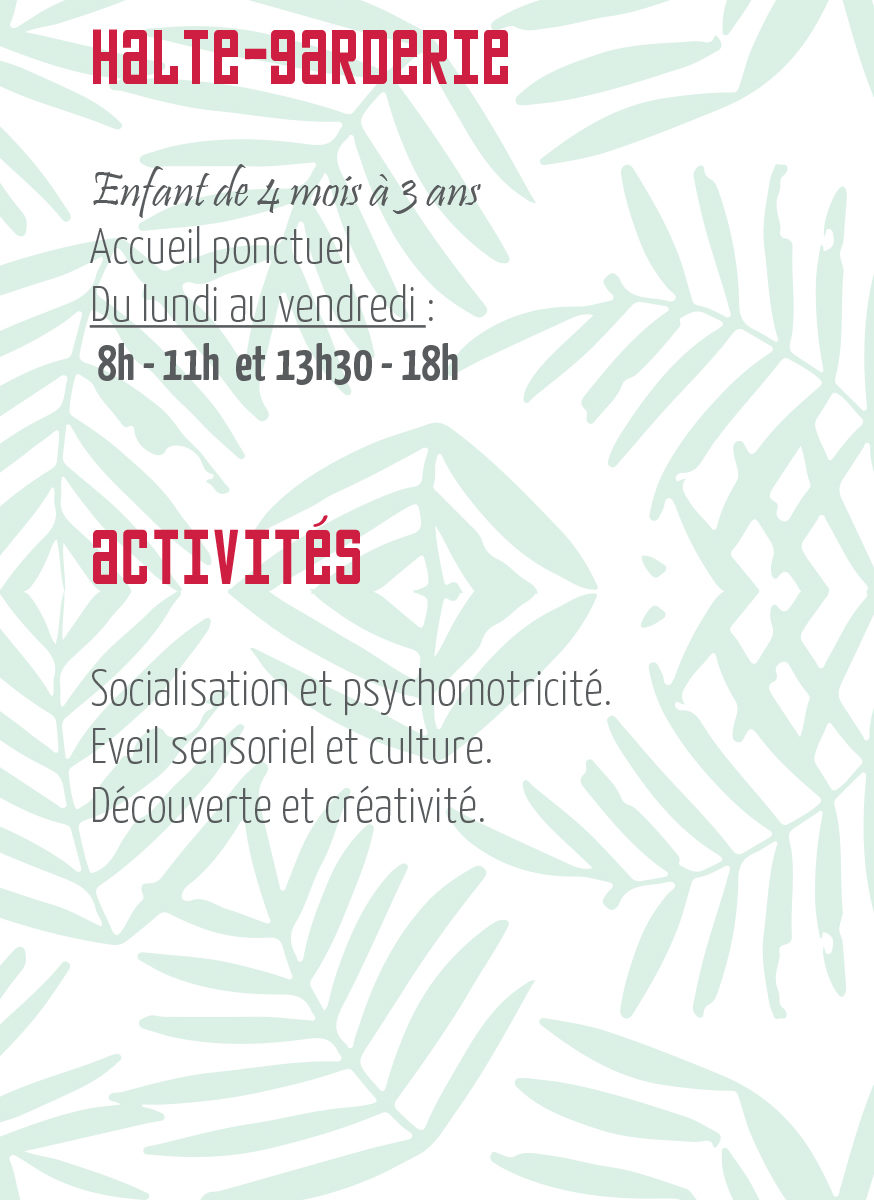 Halte-garderie
Enfant de 4 mois à 3 ans
Accueil ponctuel
Du lundi au vendredi :
8h - 11h et 13h30 - 18h
activités
Socialisation et psychomotricité.
Eveil sensoriel et culture.
Découverte et créativité.